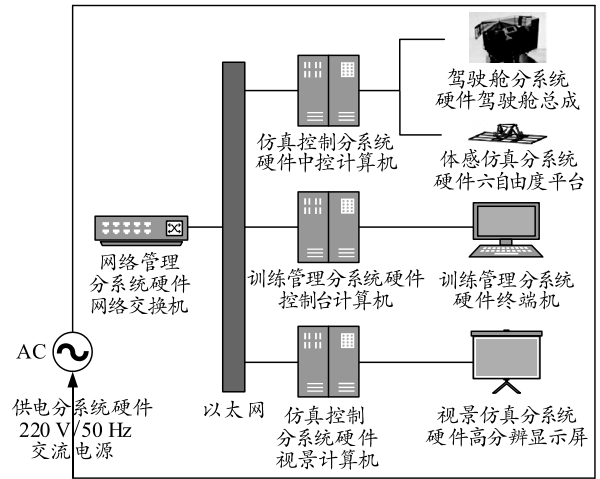 驾驶舱分系统
硬件驾驶舱总成
仿真控制分系统
硬件中控计算机
体感仿真分系统
硬件六自由度平台
网络管理
分系统硬件
网络交换机
训练管理分系统硬件
控制台计算机
训练管理分系统
硬件终端机
AC
供电分系统硬件
220 V/50 Hz
交流电源
以太网
仿真控制
分系统硬件
视景计算机
视景仿真分系统
硬件高分辨显示屏